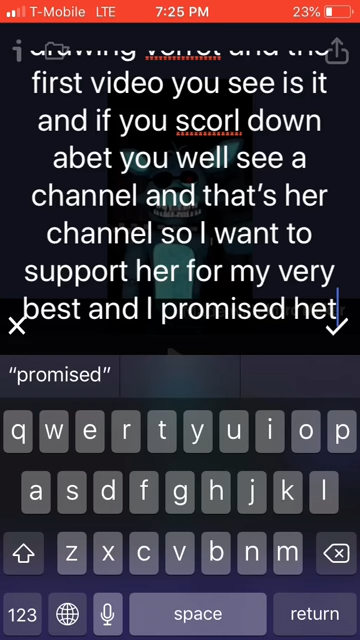 T-Mobile LTE 7:25 PM 23%
and
first video you see is it
and if you scorl down
abet you well see a
channel and that’s her
channel so I want to
support her for my very
best and I promised het
“promised”
q w e r t y u i o p
a s d f g h j k l
z x c v b n m
123 space return